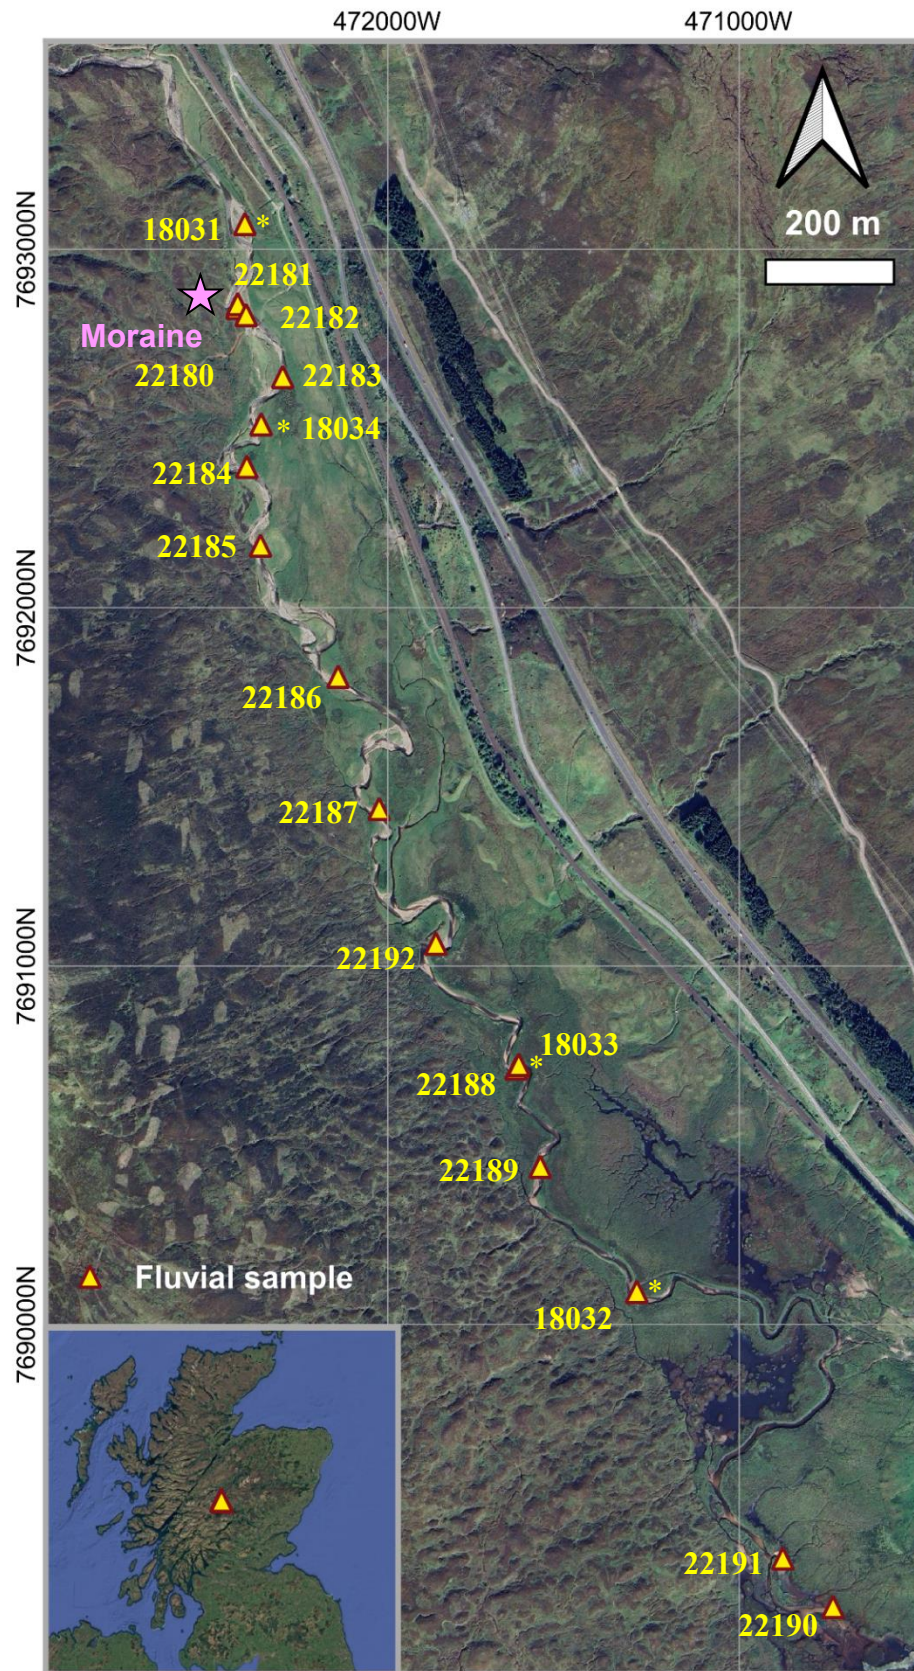 472000W
471000W
7693000N
7692000N
7691000N
7690000N
200 m
18031 *
22181
22182
Moraine
22180
22183
* 18034
22184
22185
22186
22187
22192
18033
*
22188
22189
*
18032
Fluvial sample
22191
22190